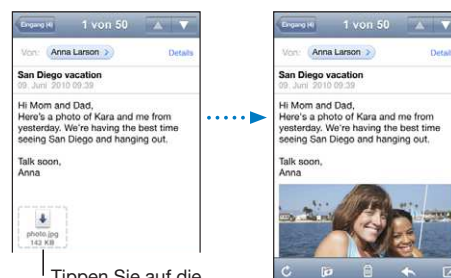 Eingang (4)
1 von 50
Von:
Anna Larson
Details
San Diego vacation
09. Juni 2010 09:39
Hi Mom and Dad,
Here's a photo of Kara and me from
yesterday. We're having the best time
seeing San Diego and hanging out.
Talk soon,
Anna
photo.jpg
142 KB
Tippen Sie auf die
Eingang (4)
1 von 50
Von:
Anna Larson
Detail
San Diego vacation
09. Juni 2010 09:39
Hi Mom and Dad,
Here's a photo of Kara and me from
yesterday. We're having the best time
seeing San Diego and hanging out.
Talk soon,
Anna